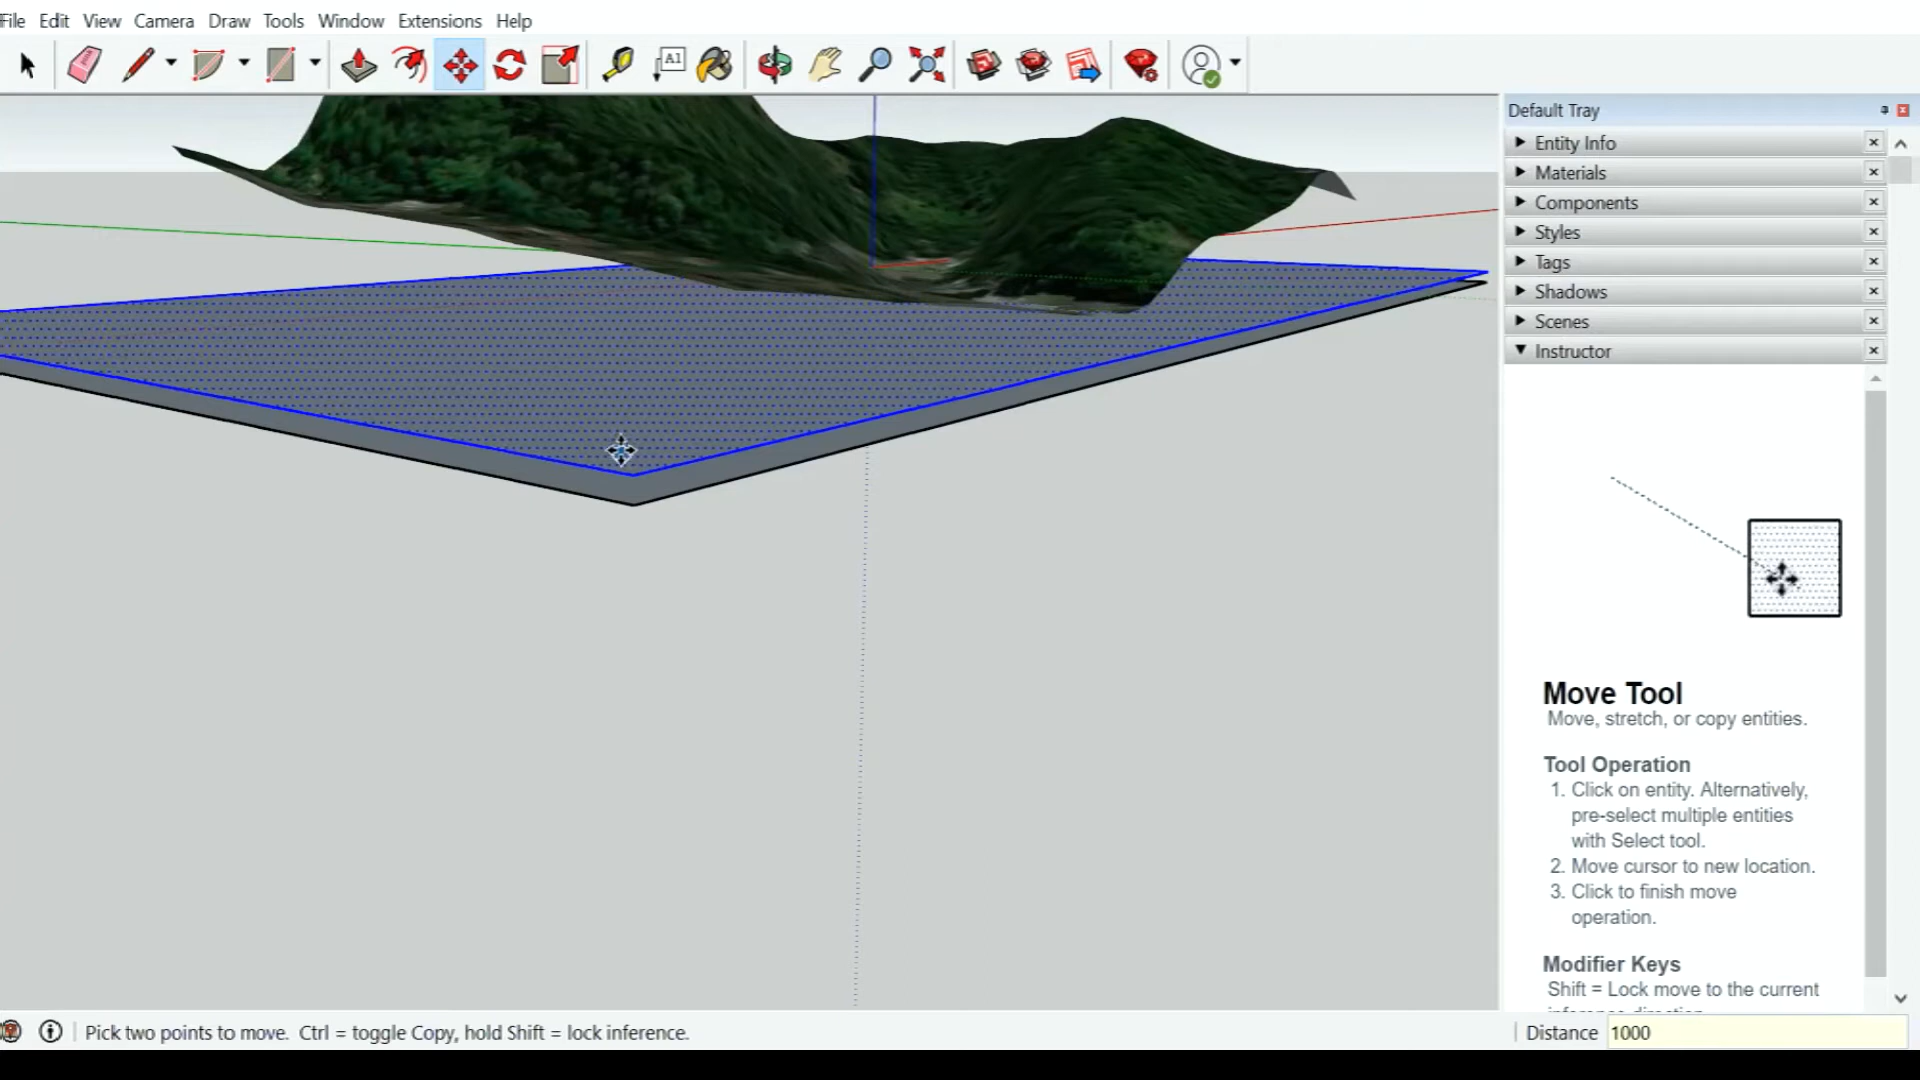 File Edit View Camera Draw Tools Window Extensions Help
A1
Default Tray
Entity Info
Materials
Components
Styles
Tags
Shadows
Scenes
Instructor
Move Tool
Move, stretch, or copy entities.
Tool Operation
1. Click on entity. Alternatively,
pre-select multiple entities
with Select tool.
2. Move cursor to new location.
3. Click to finish move
operation.
Modifier Keys
Shift = Lock move to the current
inference direction
Pick two points to move. Ctrl = toggle Copy, hold Shift = lock inference.
Distance 1000